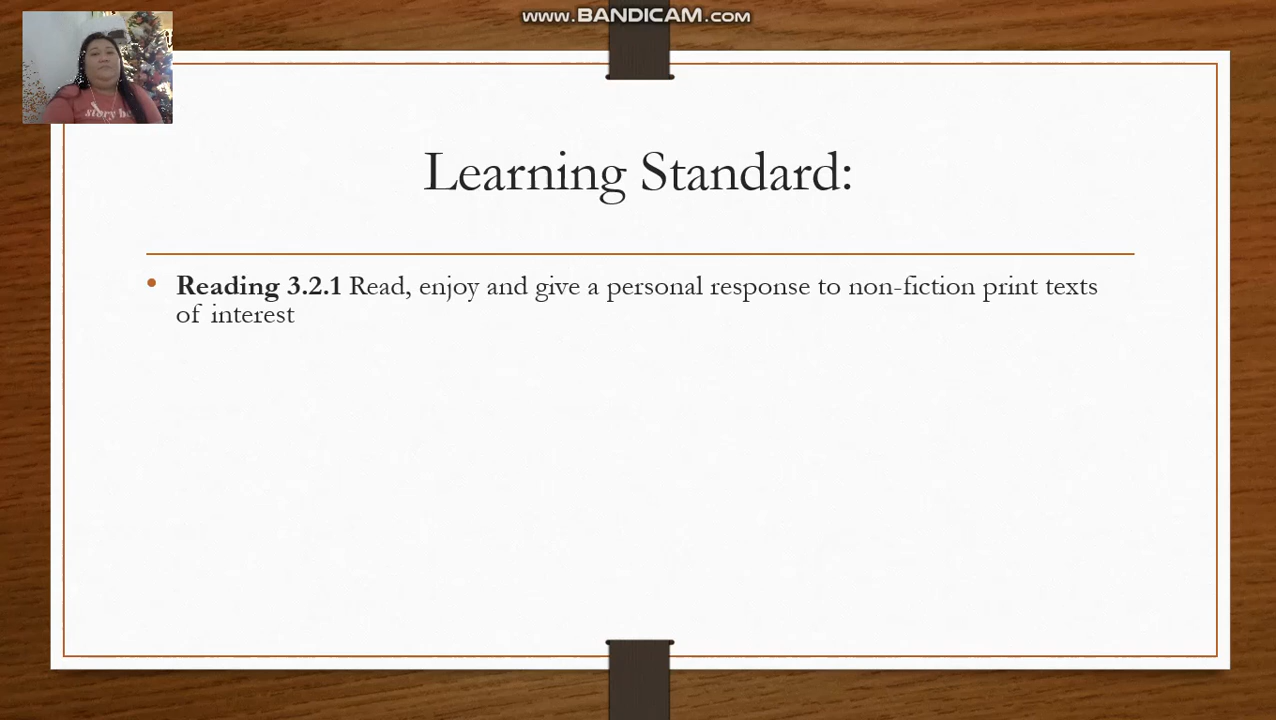 www.BANDICAM.com
Learning Standard:
• Reading 3.2.1 Read, enjoy and give a personal response to non-fiction print texts
of interest
story